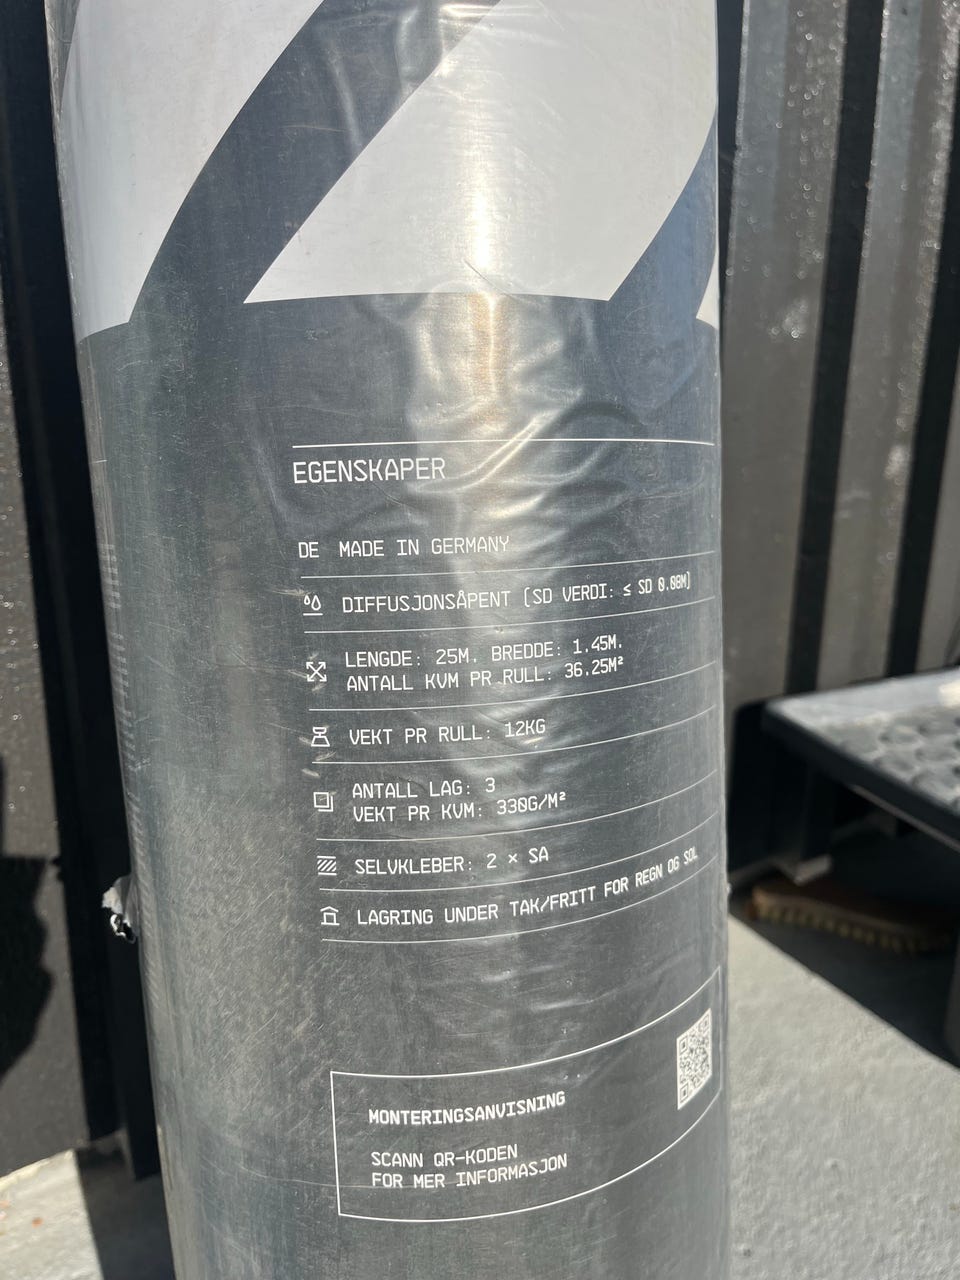 EGENSKAPER
DE MADE IN GERMANY
DIFFUSJONSÅPENT (SD VERDI: ≤ SD 0.08M)
LENGDE: 25M. BREDDE: 1.45M.
ANTALL KVM PR RULL: 36.25M²
VEKT PR RULL: 12KG
ANTALL LAG: 3
VEKT PR KVM: 330G/M²
SELVKLEBER: 2 × SA
LAGRING UNDER TAK/FRITT FOR REGN OG SOL
MONTERINGSANVISNING
SCANN QR-KODEN
FOR MER INFORMASJON